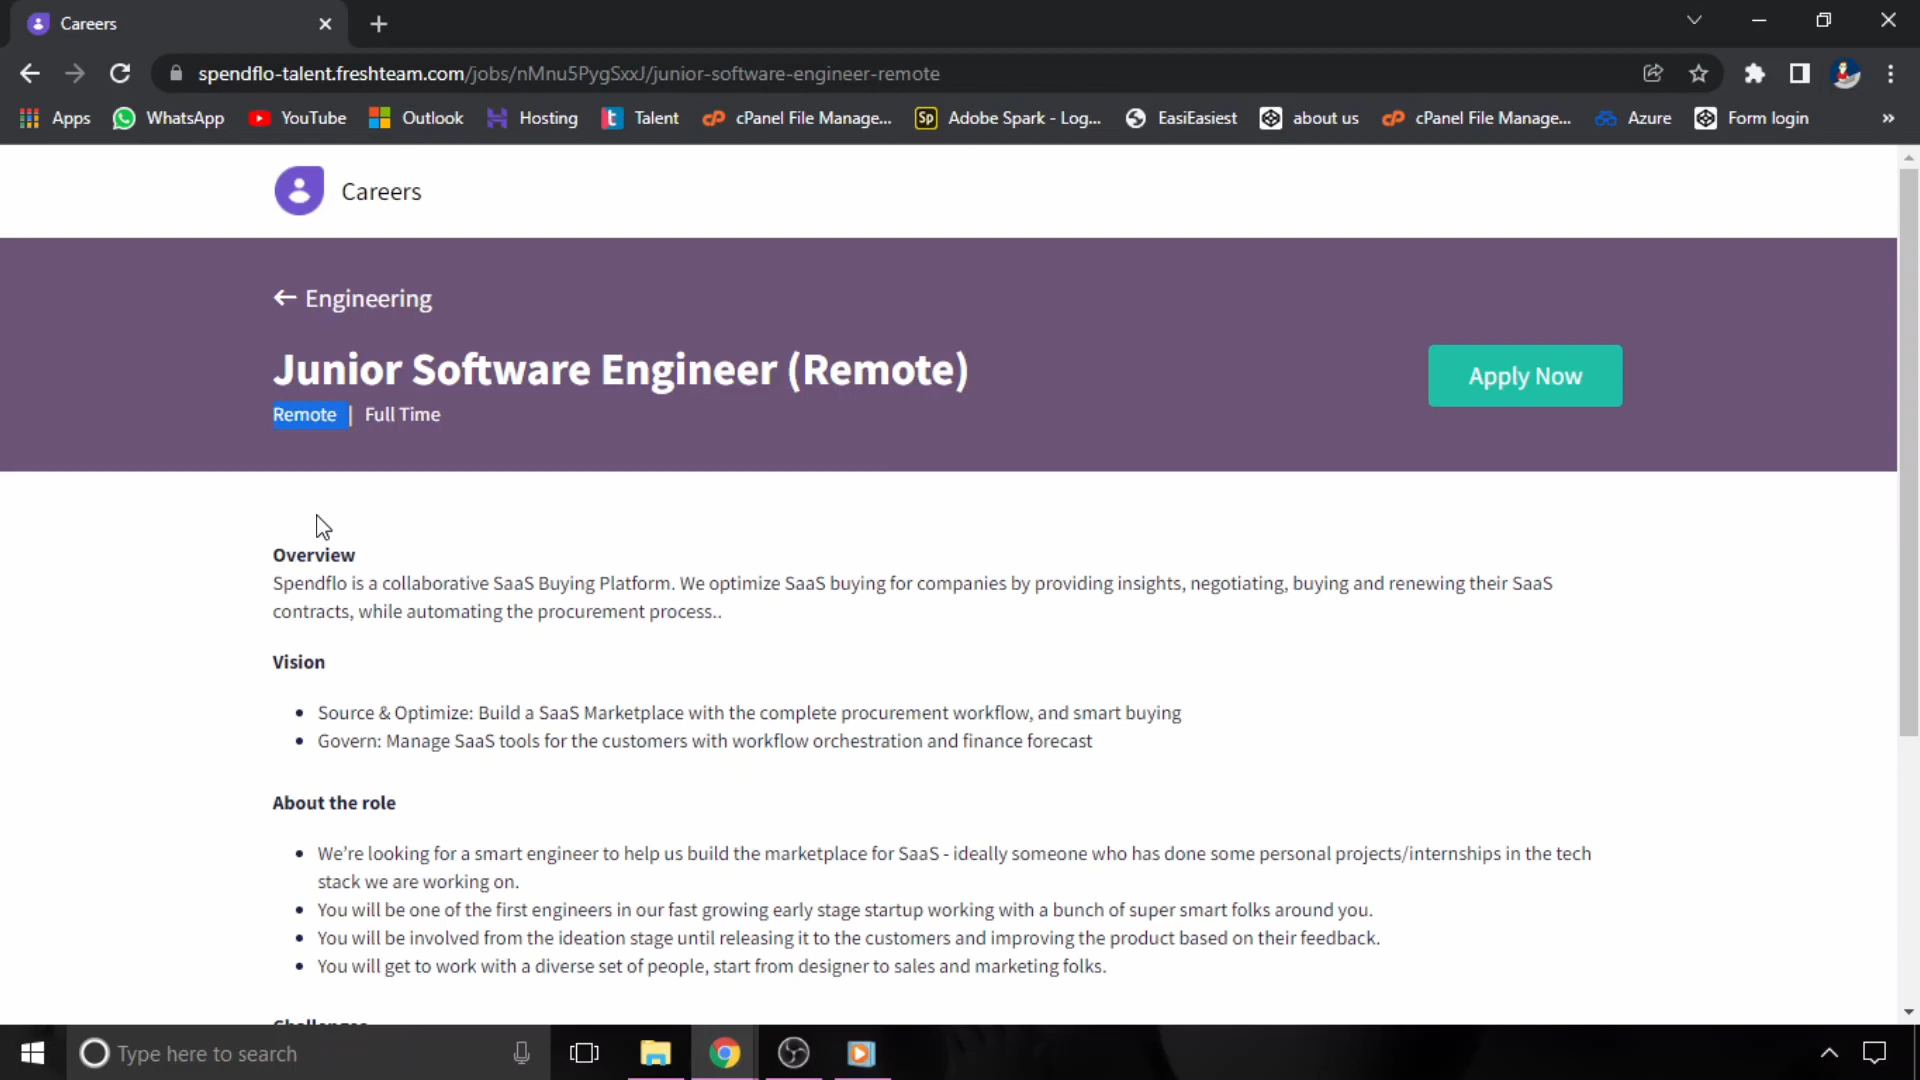 Careers
spendflo-talent.freshteam.com/jobs/nMnu5PygSxxJ/junior-software-engineer-remote
Apps WhatsApp YouTube Outlook Hosting Talent cPanel File Manage... Sp Adobe Spark - Log... EasiEasiest about us cPanel File Manage... Azure Form login »
Careers
← Engineering
Junior Software Engineer (Remote)
Remote | Full Time
Apply Now
Overview
Spendflo is a collaborative SaaS Buying Platform. We optimize SaaS buying for companies by providing insights, negotiating, buying and renewing their SaaS
contracts, while automating the procurement process..
Vision
• Source & Optimize: Build a SaaS Marketplace with the complete procurement workflow, and smart buying
• Govern: Manage SaaS tools for the customers with workflow orchestration and finance forecast
About the role
• We’re looking for a smart engineer to help us build the marketplace for SaaS - ideally someone who has done some personal projects/internships in the tech
stack we are working on.
• You will be one of the first engineers in our fast growing early stage startup working with a bunch of super smart folks around you.
• You will be involved from the ideation stage until releasing it to the customers and improving the product based on their feedback.
• You will get to work with a diverse set of people, start from designer to sales and marketing folks.
Type here to search